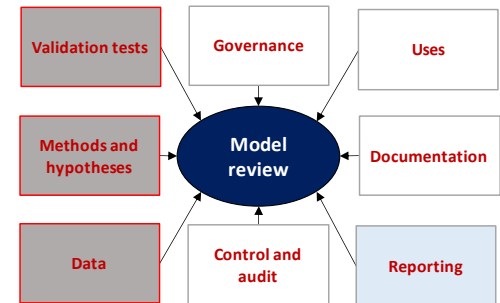 Validation tests
Governance
Uses
Methods and
hypotheses
Model
review
Documentation
Data
Control and
audit
Reporting